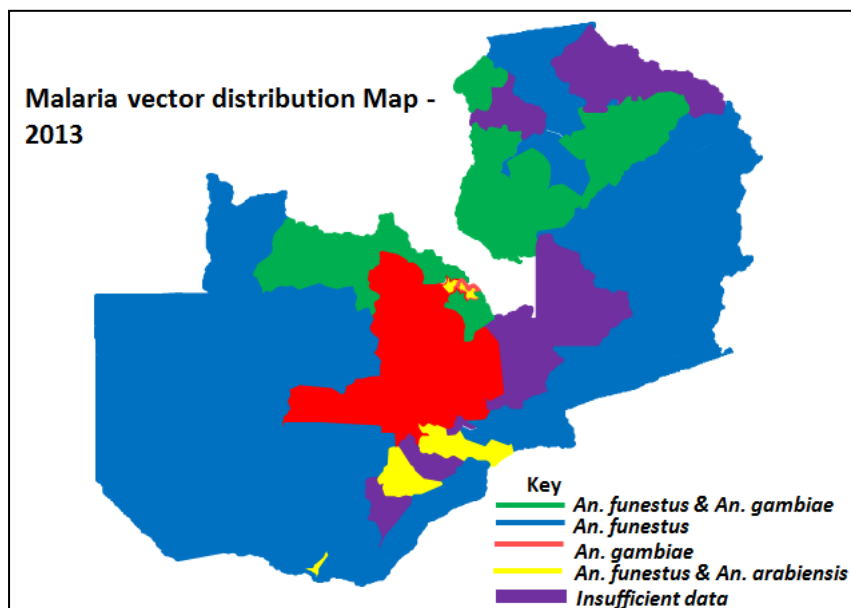 Malaria vector distribution Map -
2013
Key
An. funestus & An. gambiae
An. funestus
An. gambiae
An. funestus & An. arabiensis
Insufficient data